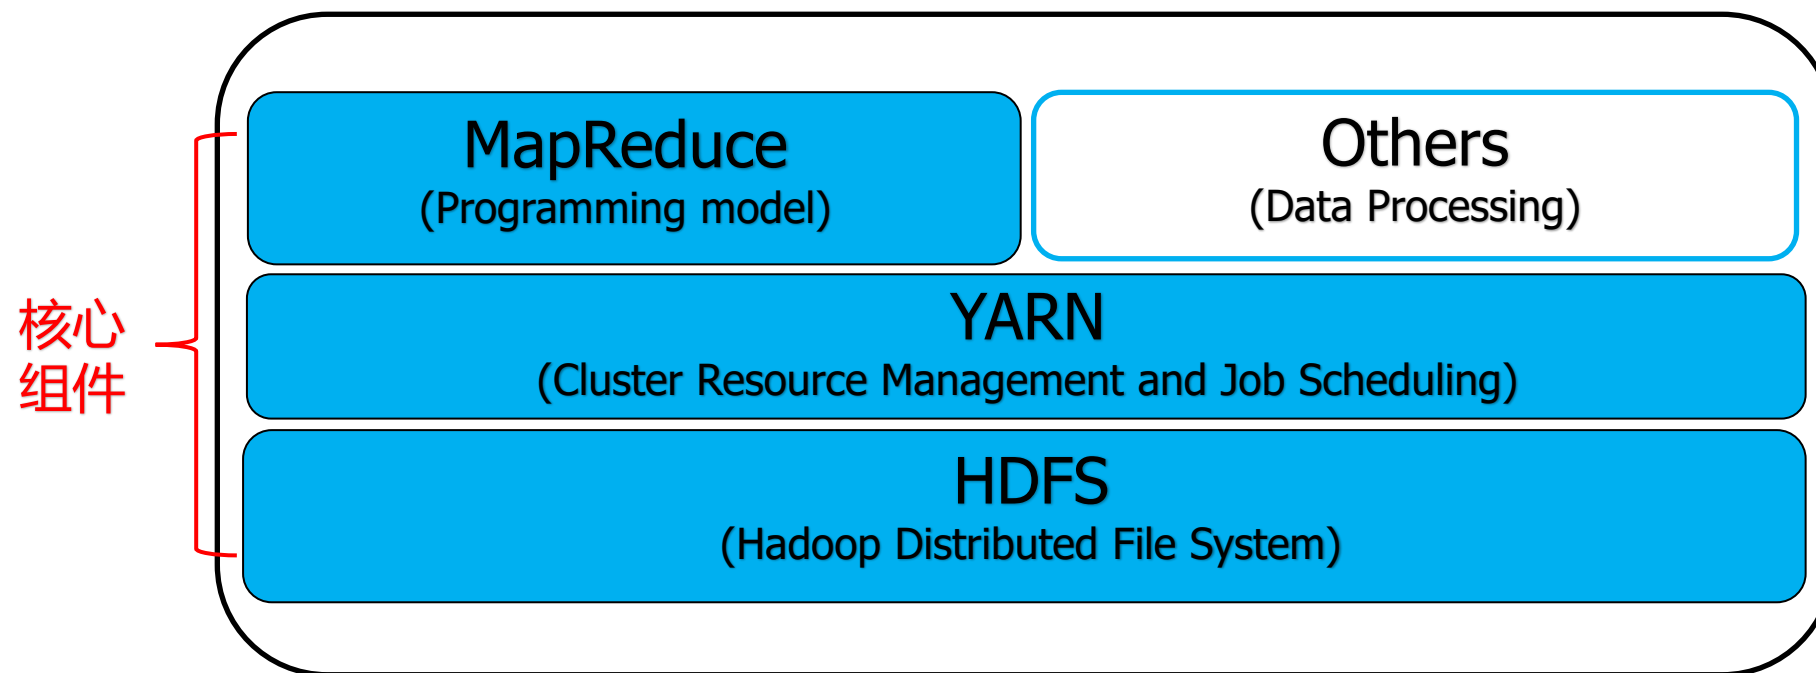 MapReduce
(Programming model)
Others
(Data Processing)
核心
组件
YARN
(Cluster Resource Management and Job Scheduling)
HDFS
(Hadoop Distributed File System)